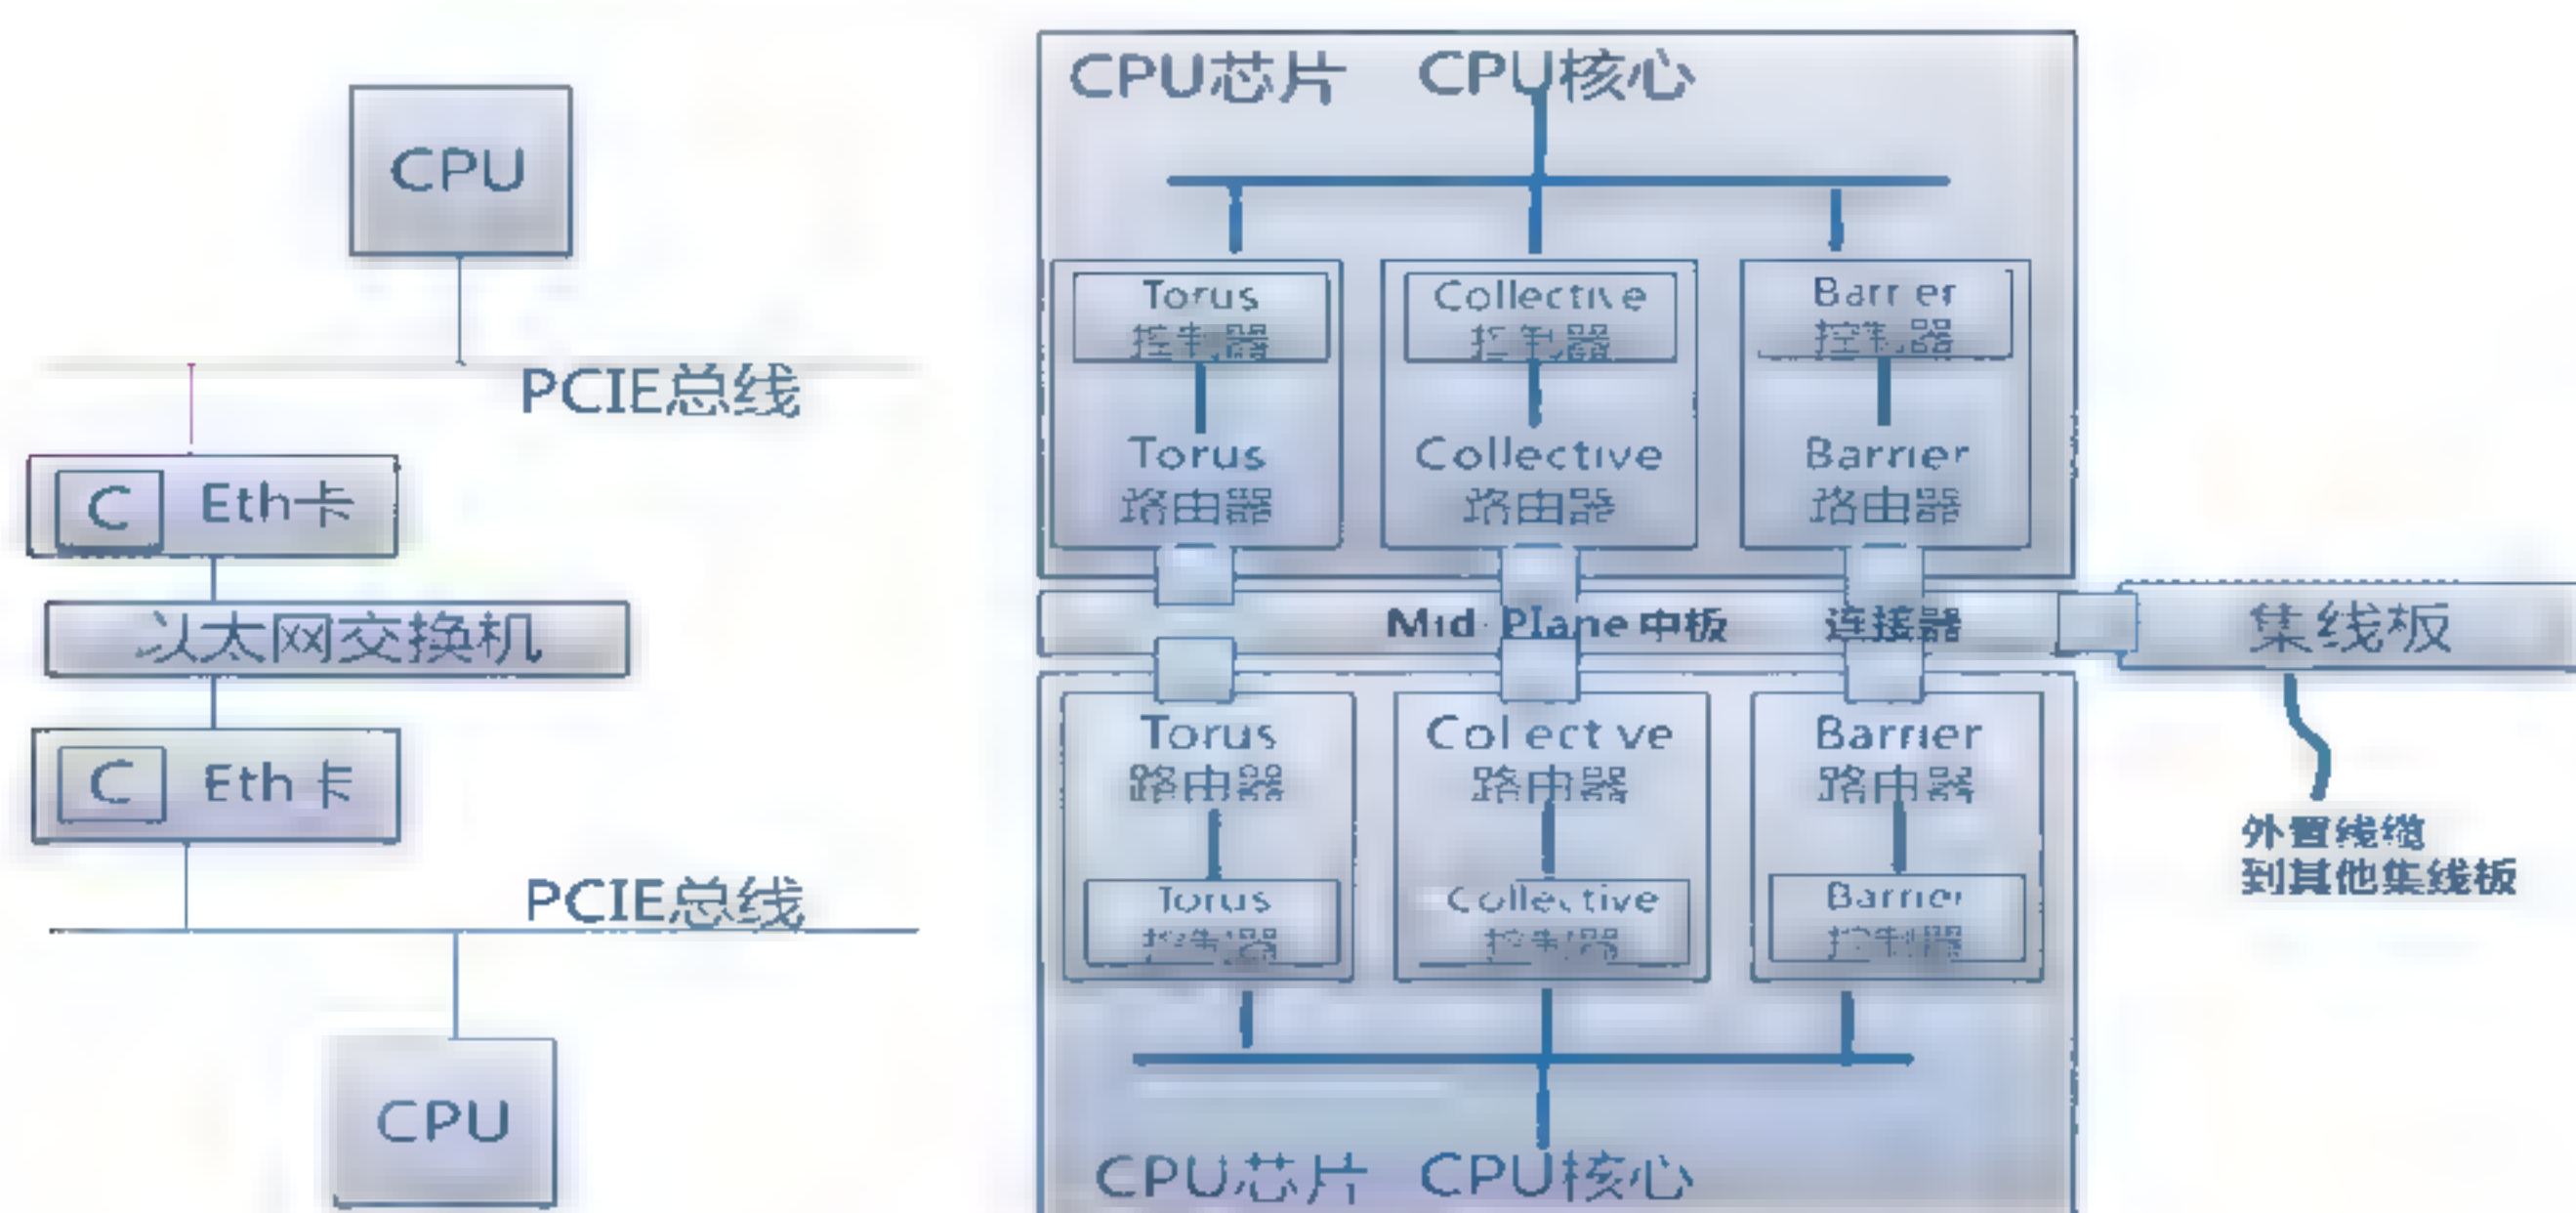 CPU
PCIE总线
C Eth卡
以太网交换机
C Eth卡
PCIE总线
CPU
CPU芯片 CPU核心
Torus
控制器
Collective
控制器
Barrier
控制器
Torus
路由器
Collective
路由器
Barrier
路由器
Mid Plane 中板 连接器
集线板
Torus
路由器
Collective
路由器
Barrier
路由器
Torus
控制器
Collective
控制器
Barrier
控制器
CPU芯片 CPU核心
外置线缆
到其他集线板